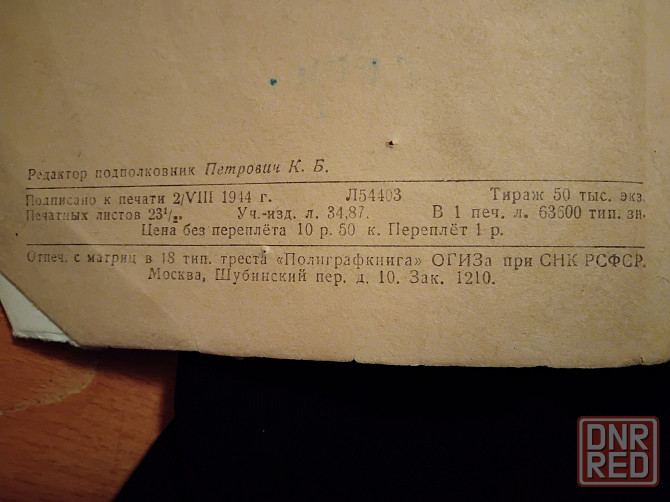 Редактор подполковник Петрович К. Б.
Подписано к печати 2/VIII 1944 г. Л54403 Тираж 50 тыс. экз.
Печатных листов 23¹/₂. Уч.-изд. л. 34,87. В 1 печ. л. 63600 тип. зн.
Цена без переплёта 10 р. 50 к. Переплёт 1 р.
Отпеч. с матриц в 18 тип. треста «Полиграфкнига» ОГИЗа при СНК РСФСР.
Москва, Шубинский пер. д. 10. Зак. 1210.
DNR
RED